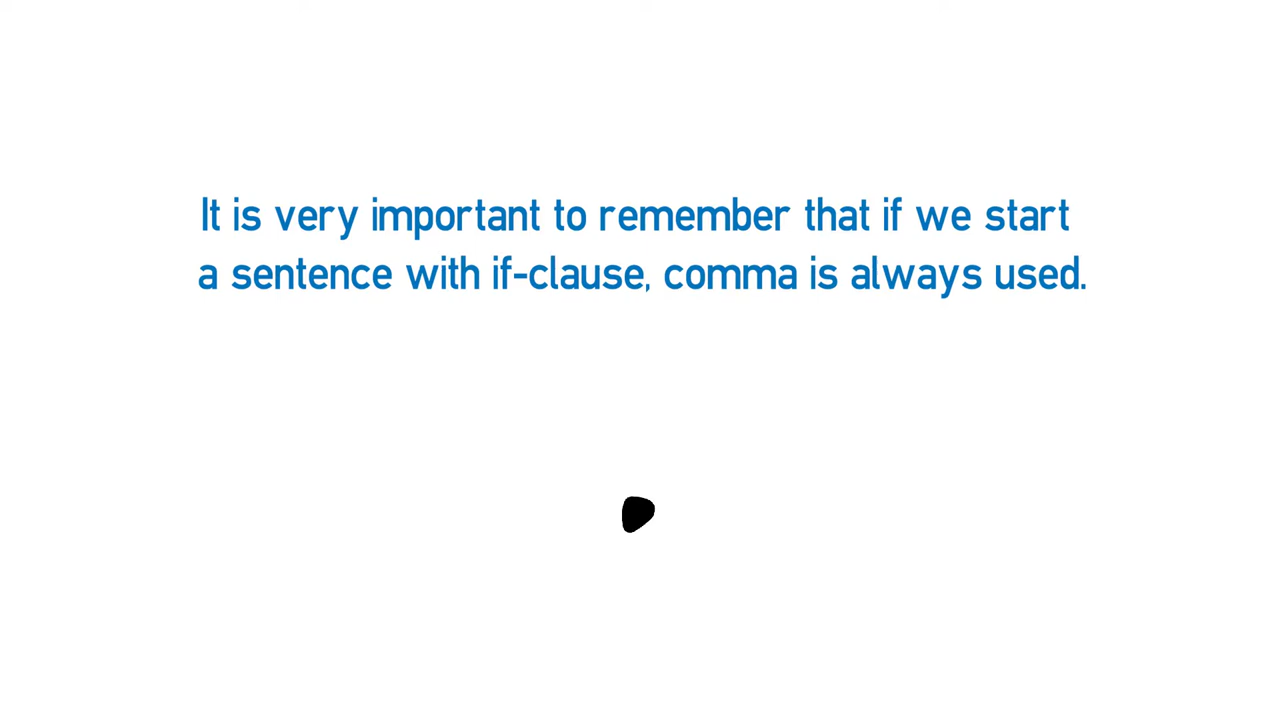 It is very important to remember that if we start
a sentence with if-clause, comma is always used.